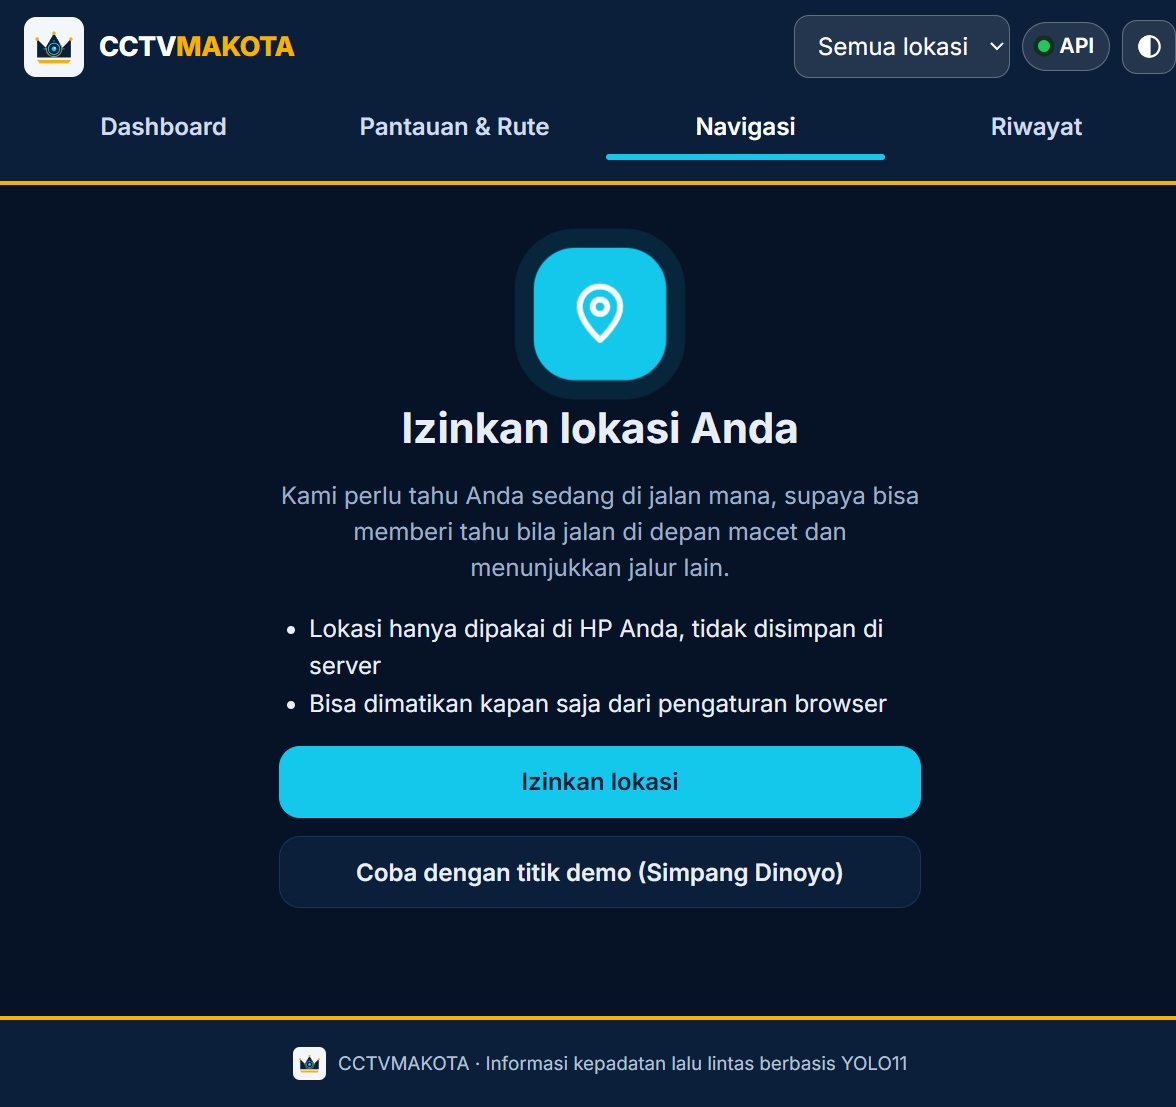 CCTVMAKOTA
Semua lokasi
API
Dashboard
Pantauan & Rute
Navigasi
Riwayat
Izinkan lokasi Anda
Kami perlu tahu Anda sedang di jalan mana, supaya bisa
memberi tahu bila jalan di depan macet dan
menunjukkan jalur lain.
• Lokasi hanya dipakai di HP Anda, tidak disimpan di
server
• Bisa dimatikan kapan saja dari pengaturan browser
Izinkan lokasi
Coba dengan titik demo (Simpang Dinoyo)
CCTVMAKOTA · Informasi kepadatan lalu lintas berbasis YOLO11